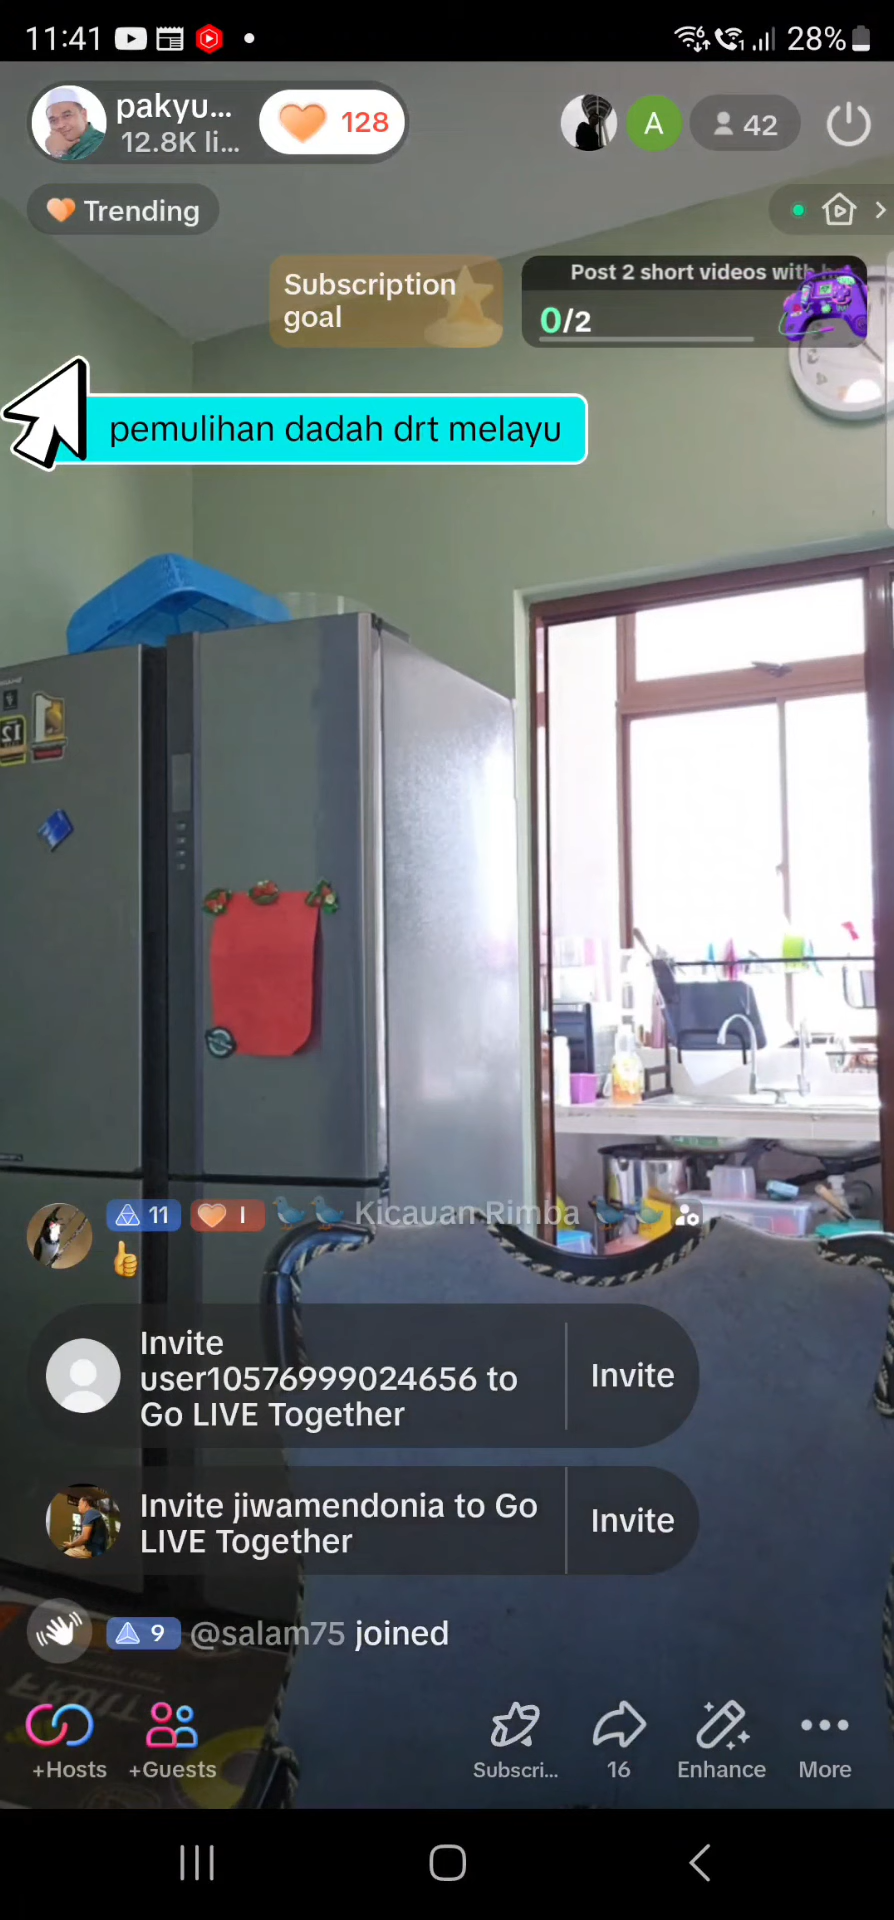 11:41
28%
pakyu...
12.8K li...
128
A
42
Trending
Subscription
goal
Post 2 short videos with
0/2
pemulihan dadah drt melayu
11
I
Kicauan Rimba
Invite
user10576999024656 to
Go LIVE Together
Invite
Invite jiwamendonia to Go
LIVE Together
Invite
9
@salam75 joined
+Hosts
+Guests
Subscri...
16
Enhance
More